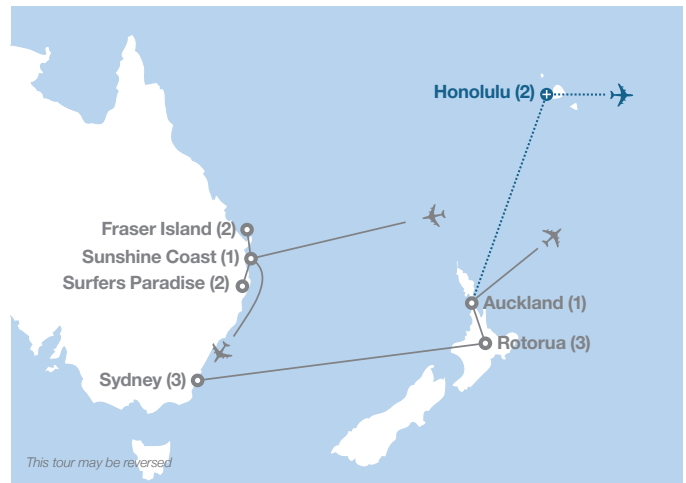 Honolulu (2)
Fraser Island (2)
Sunshine Coast (1)
Surfers Paradise (2)
Auckland (1)
Rotorua (3)
Sydney (3)
This tour may be reversed